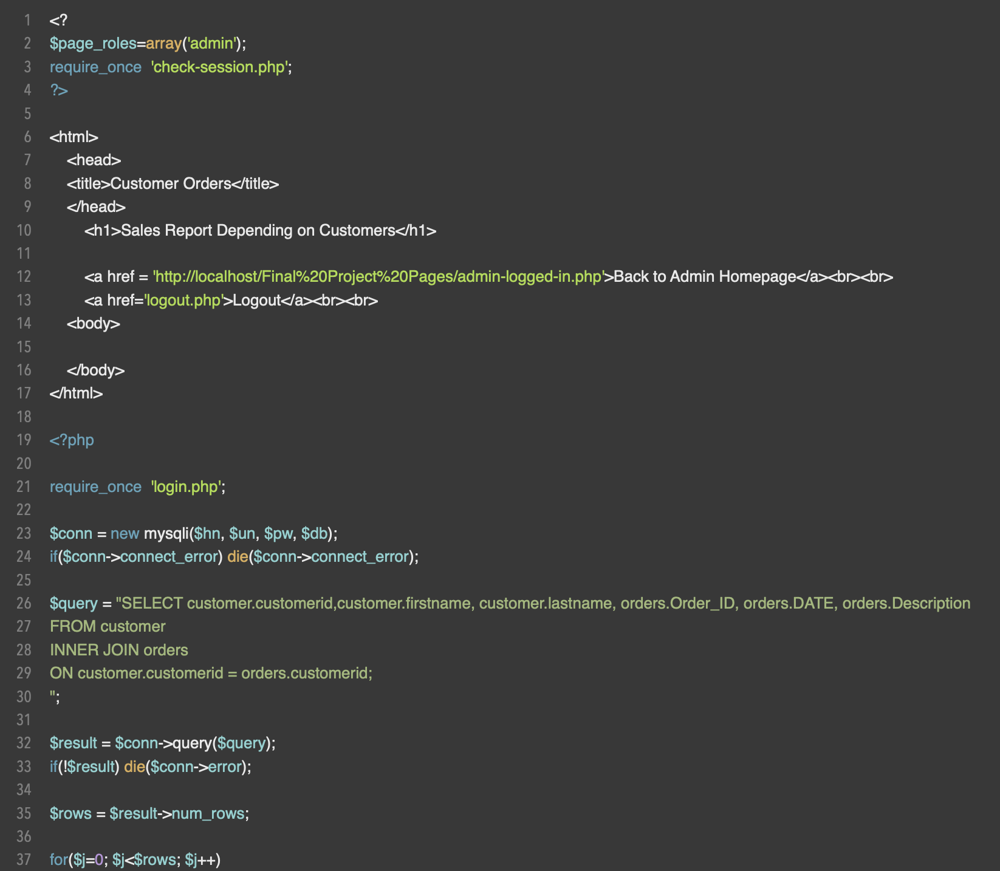 1 <?
2 $page_roles=array('admin');
3 require_once 'check-session.php';
4 ?>
5
6 <html>
7 <head>
8 <title>Customer Orders</title>
9 </head>
10 <h1>Sales Report Depending on Customers</h1>
11
12 <a href = 'http://localhost/Final%20Project%20Pages/admin-logged-in.php'>Back to Admin Homepage</a><br><br>
13 <a href='logout.php'>Logout</a><br><br>
14 <body>
15
16 </body>
17 </html>
18
19 <?php
20
21 require_once 'login.php';
22
23 $conn = new mysqli($hn, $un, $pw, $db);
24 if($conn->connect_error) die($conn->connect_error);
25
26 $query = "SELECT customer.customerid,customer.firstname, customer.lastname, orders.Order_ID, orders.DATE, orders.Description
27 FROM customer
28 INNER JOIN orders
29 ON customer.customerid = orders.customerid;
30 ";
31
32 $result = $conn->query($query);
33 if(!$result) die($conn->error);
34
35 $rows = $result->num_rows;
36
37 for($j=0; $j<$rows; $j++)